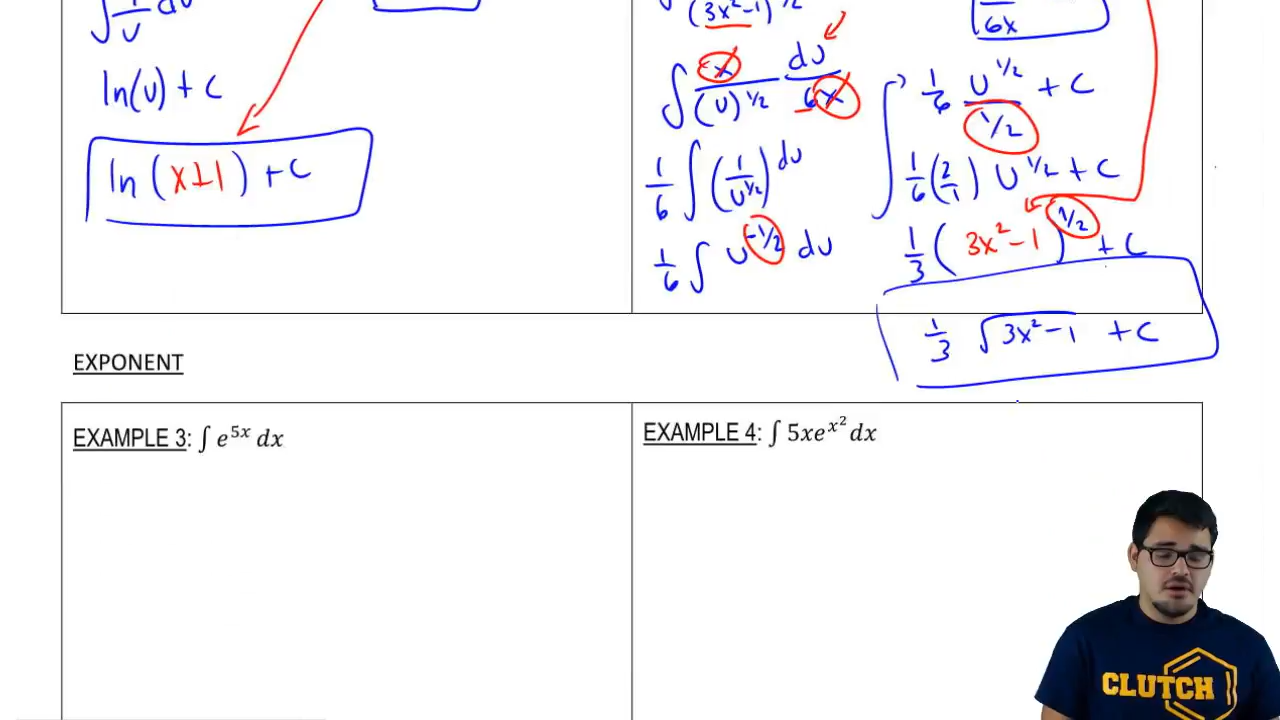 ∫ 1/u du
ln(u) + C
ln (x+1) + C
(3x²-1)^1/2
6x
∫ x/(u)^1/2 du/6x
1/6 ∫ (1/u^1/2) du
1/6 ∫ u^-1/2 du
1/6 u^1/2 / 1/2 + C
1/6 (2/1) u^1/2 + C
1/3 (3x²-1)^1/2 + C
1/3 √3x²-1 + C
EXPONENT
EXAMPLE 3: ∫ e^5x dx
EXAMPLE 4: ∫ 5xe^x² dx
CLUTCH